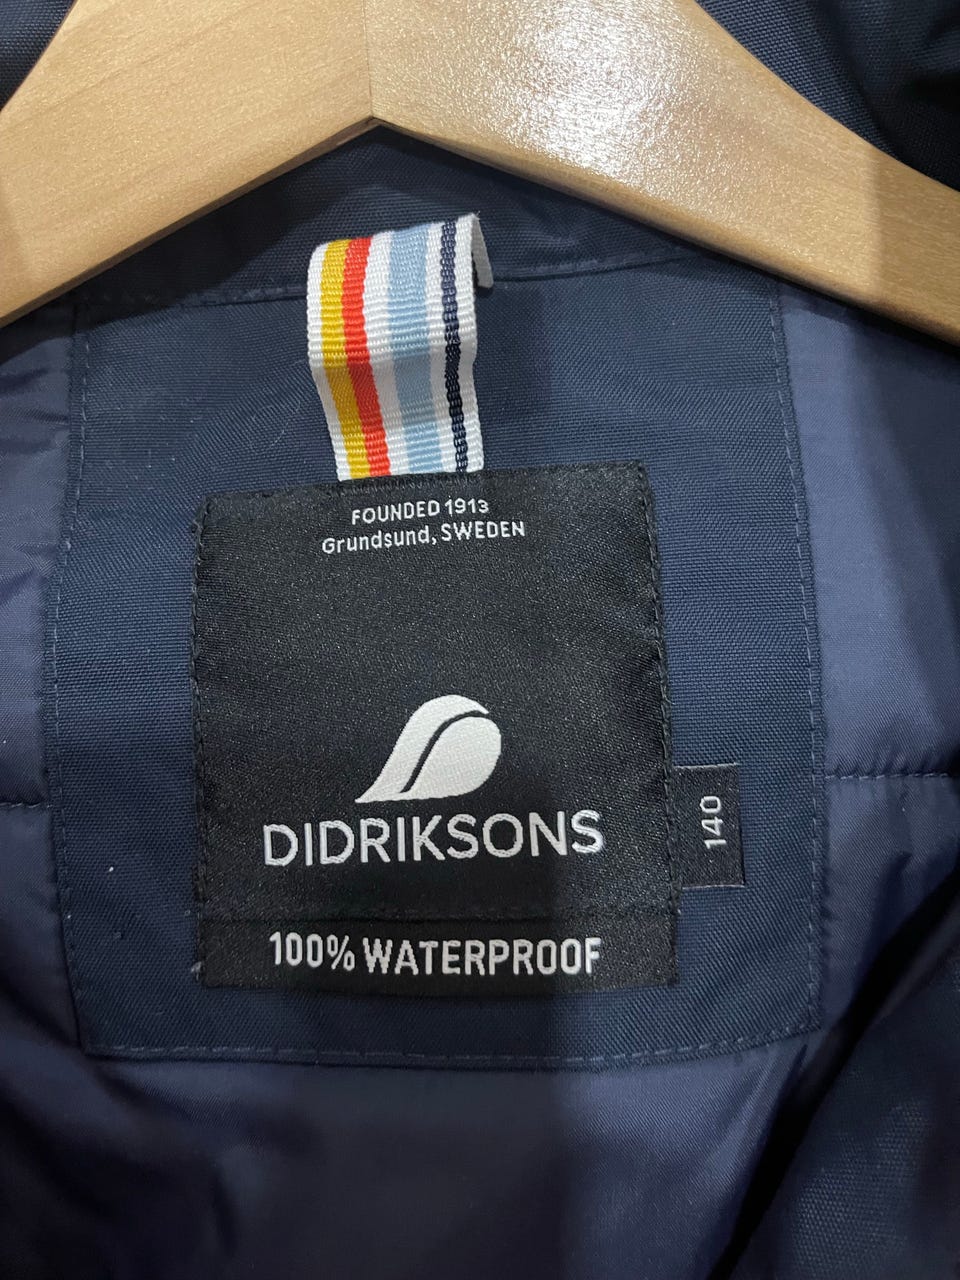 FOUNDED 1913
Grundsund, SWEDEN
DIDRIKSONS
140
100% WATERPROOF